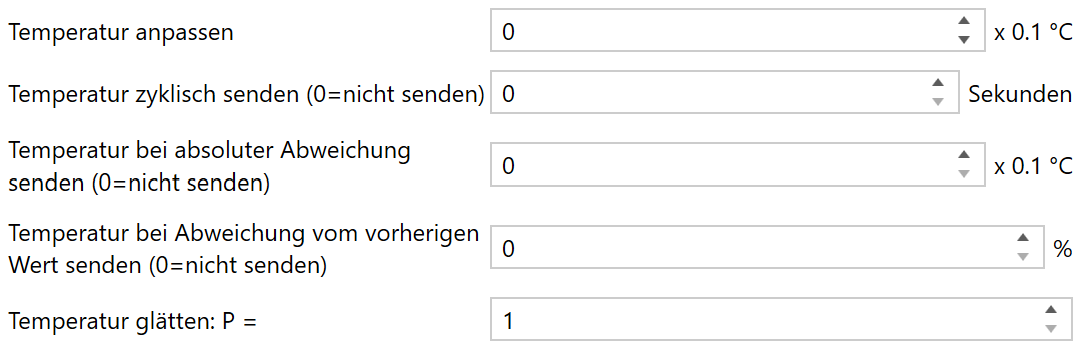 Temperatur anpassen 0 x 0.1 °C
Temperatur zyklisch senden (0=nicht senden) 0 Sekunden
Temperatur bei absoluter Abweichung
senden (0=nicht senden) 0 x 0.1 °C
Temperatur bei Abweichung vom vorherigen
Wert senden (0=nicht senden) 0 %
Temperatur glätten: P = 1